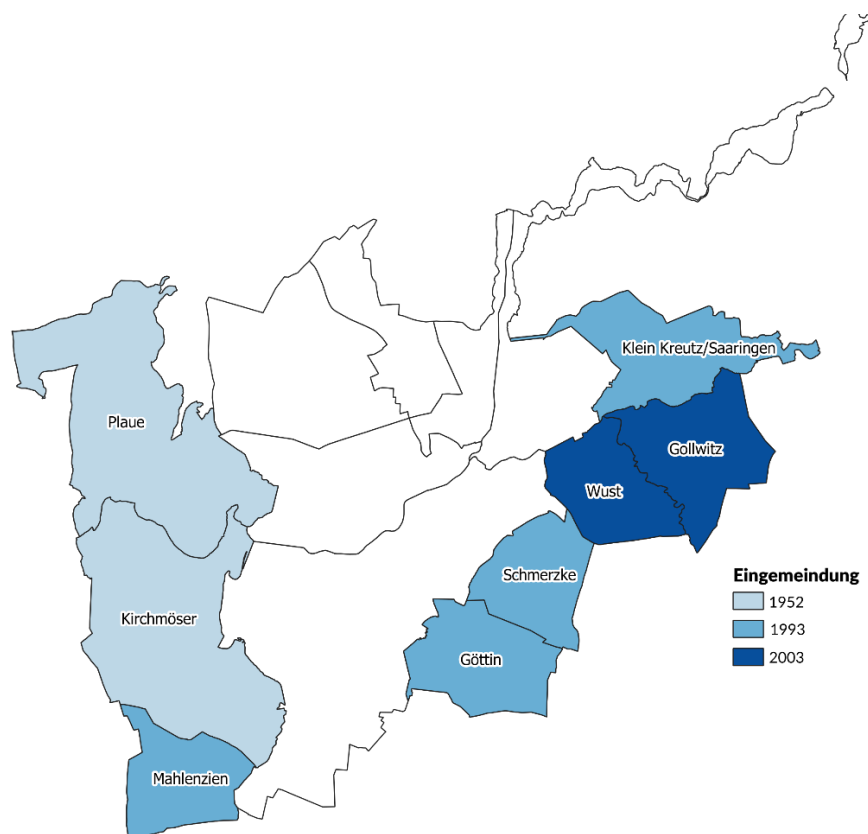 Klein Kreutz/Saaringen
Plaue
Gollwitz
Wust
Schmerzke
Kirchmöser
Göttin
Mahlenzien
Eingemeindung
1952
1993
2003